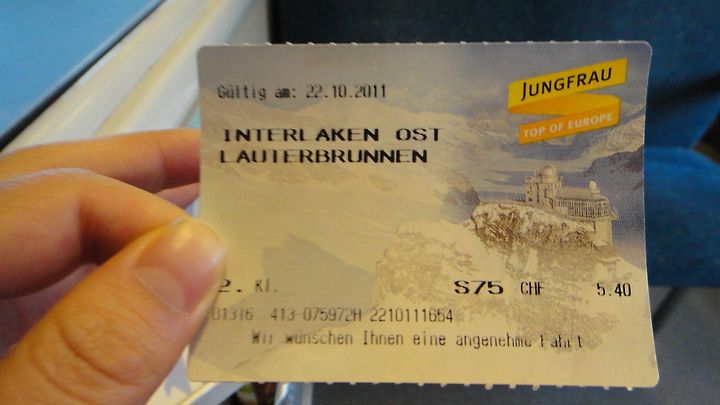 Gültig am: 22.10.2011
JUNGFRAU
TOP OF EUROPE
INTERLAKEN OST
LAUTERBRUNNEN
2. Kl. S75 CHF 5.40
01316 413-075972H 2210111654
Wir wünschen Ihnen eine angenehme Fahrt